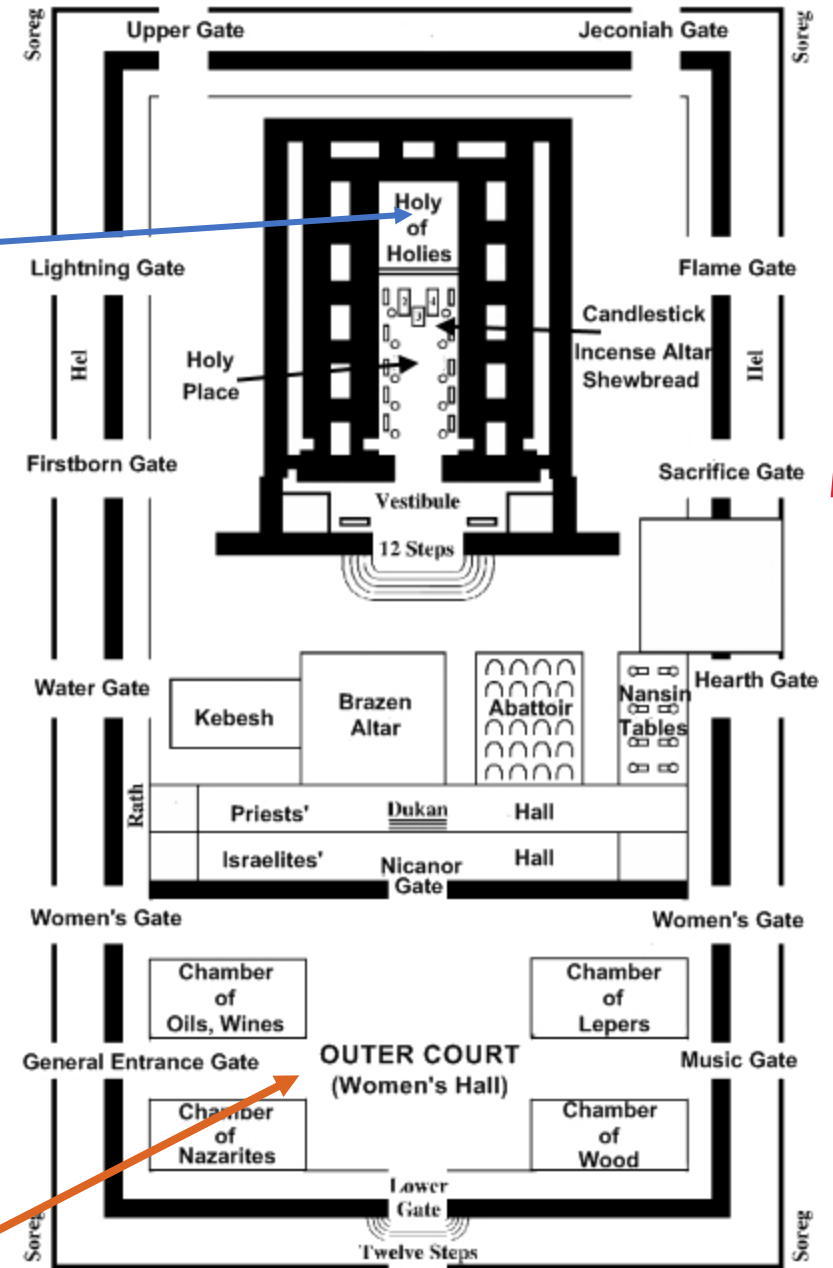 Soreg
Upper Gate
Jeconiah Gate
Soreg
Holy
of
Holies
Lightning Gate
Flame Gate
2
4
3
Candlestick
Incense Altar
Shewbread
Hel
Hel
Holy
Place
Firstborn Gate
Sacrifice Gate
Vestibule
12 Steps
Water Gate
Kebesh
Brazen
Altar
Abattoir
Nansin
Tables
Hearth Gate
Rath
Priests'
Dukan
Hall
Israelites'
Nicanor
Gate
Hall
Women's Gate
Women's Gate
Chamber
of
Oils, Wines
Chamber
of
Lepers
General Entrance Gate
OUTER COURT
(Women's Hall)
Music Gate
Chamber
of
Nazarites
Chamber
of
Wood
Lower
Gate
Soreg
Twelve Steps
Soreg